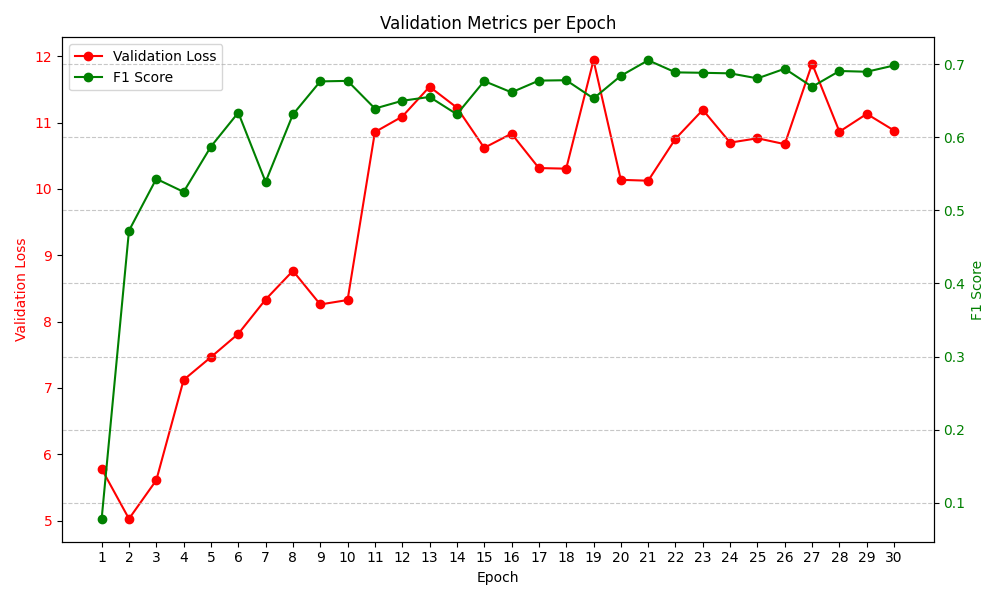 Validation Metrics per Epoch
Validation Loss
F1 Score
12
11
10
9
8
7
6
5
Validation Loss
0.7
0.6
0.5
0.4
0.3
0.2
0.1
F1 Score
1 2 3 4 5 6 7 8 9 10 11 12 13 14 15 16 17 18 19 20 21 22 23 24 25 26 27 28 29 30
Epoch